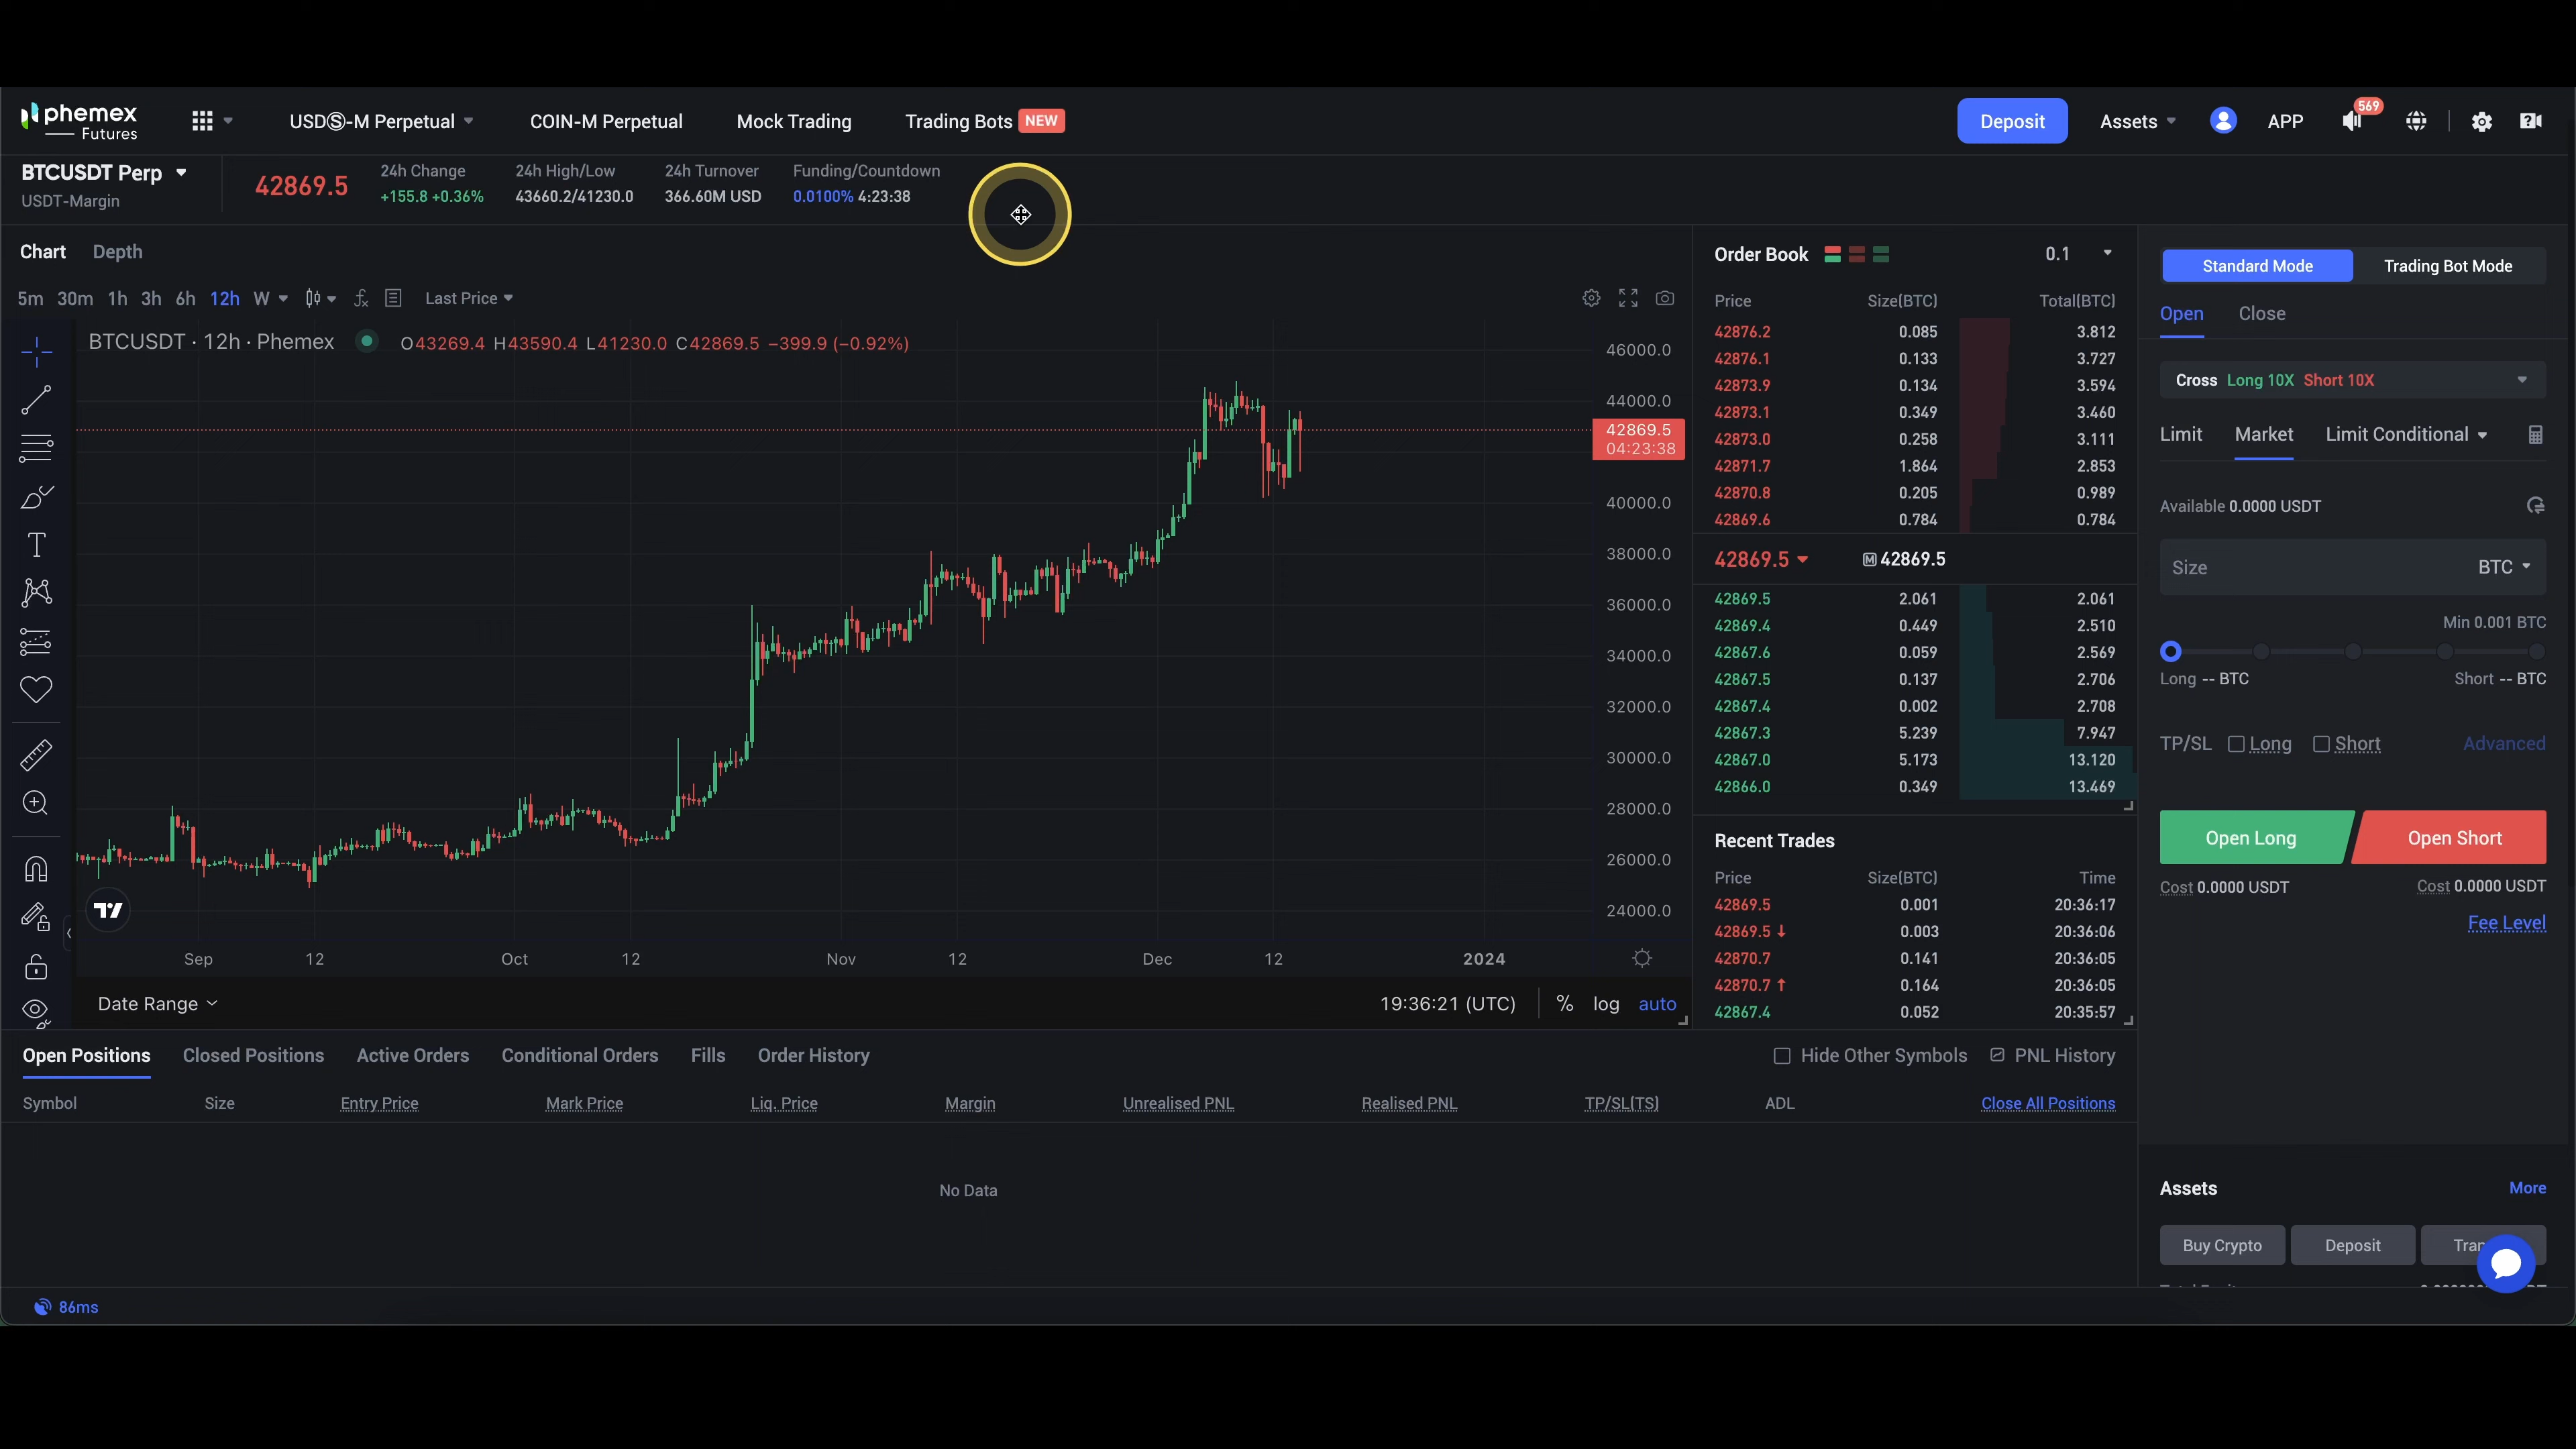 phemex
Futures
USDⓈ-M Perpetual
COIN-M Perpetual
Mock Trading
Trading Bots NEW
Deposit
Assets
APP
569
BTCUSDT Perp
USDT-Margin
42869.5
24h Change
+155.8 +0.36%
24h High/Low
43660.2/41230.0
24h Turnover
366.60M USD
Funding/Countdown
0.0100% 4:23:38
Chart Depth
5m 30m 1h 3h 6h 12h W
Last Price
BTCUSDT · 12h · Phemex
O43269.4 H43590.4 L41230.0 C42869.5 −399.9 (−0.92%)
46000.0
44000.0
42869.5
04:23:38
40000.0
38000.0
36000.0
34000.0
32000.0
30000.0
28000.0
26000.0
24000.0
Sep 12 Oct 12 Nov 12 Dec 12 2024
Date Range
19:36:21 (UTC) % log auto
Order Book
0.1
Price Size(BTC) Total(BTC)
42876.2 0.085 3.812
42876.1 0.133 3.727
42873.9 0.134 3.594
42873.1 0.349 3.460
42873.0 0.258 3.111
42871.7 1.864 2.853
42870.8 0.205 0.989
42869.6 0.784 0.784
42869.5 M 42869.5
42869.5 2.061 2.061
42869.4 0.449 2.510
42867.6 0.059 2.569
42867.5 0.137 2.706
42867.4 0.002 2.708
42867.3 5.239 7.947
42867.0 5.173 13.120
42866.0 0.349 13.469
Recent Trades
Price Size(BTC) Time
42869.5 0.001 20:36:17
42869.5 ↓ 0.003 20:36:06
42870.7 0.141 20:36:05
42870.7 ↑ 0.164 20:36:05
42867.4 0.052 20:35:57
Standard Mode Trading Bot Mode
Open Close
Cross Long 10X Short 10X
Limit Market Limit Conditional
Available 0.0000 USDT
Size BTC
Min 0.001 BTC
Long -- BTC Short -- BTC
TP/SL Long Short Advanced
Open Long Open Short
Cost 0.0000 USDT Cost 0.0000 USDT
Fee Level
Open Positions Closed Positions Active Orders Conditional Orders Fills Order History
Hide Other Symbols PNL History
Symbol Size Entry Price Mark Price Liq. Price Margin Unrealised PNL Realised PNL TP/SL(TS) ADL Close All Positions
No Data
Assets More
Buy Crypto Deposit
86ms